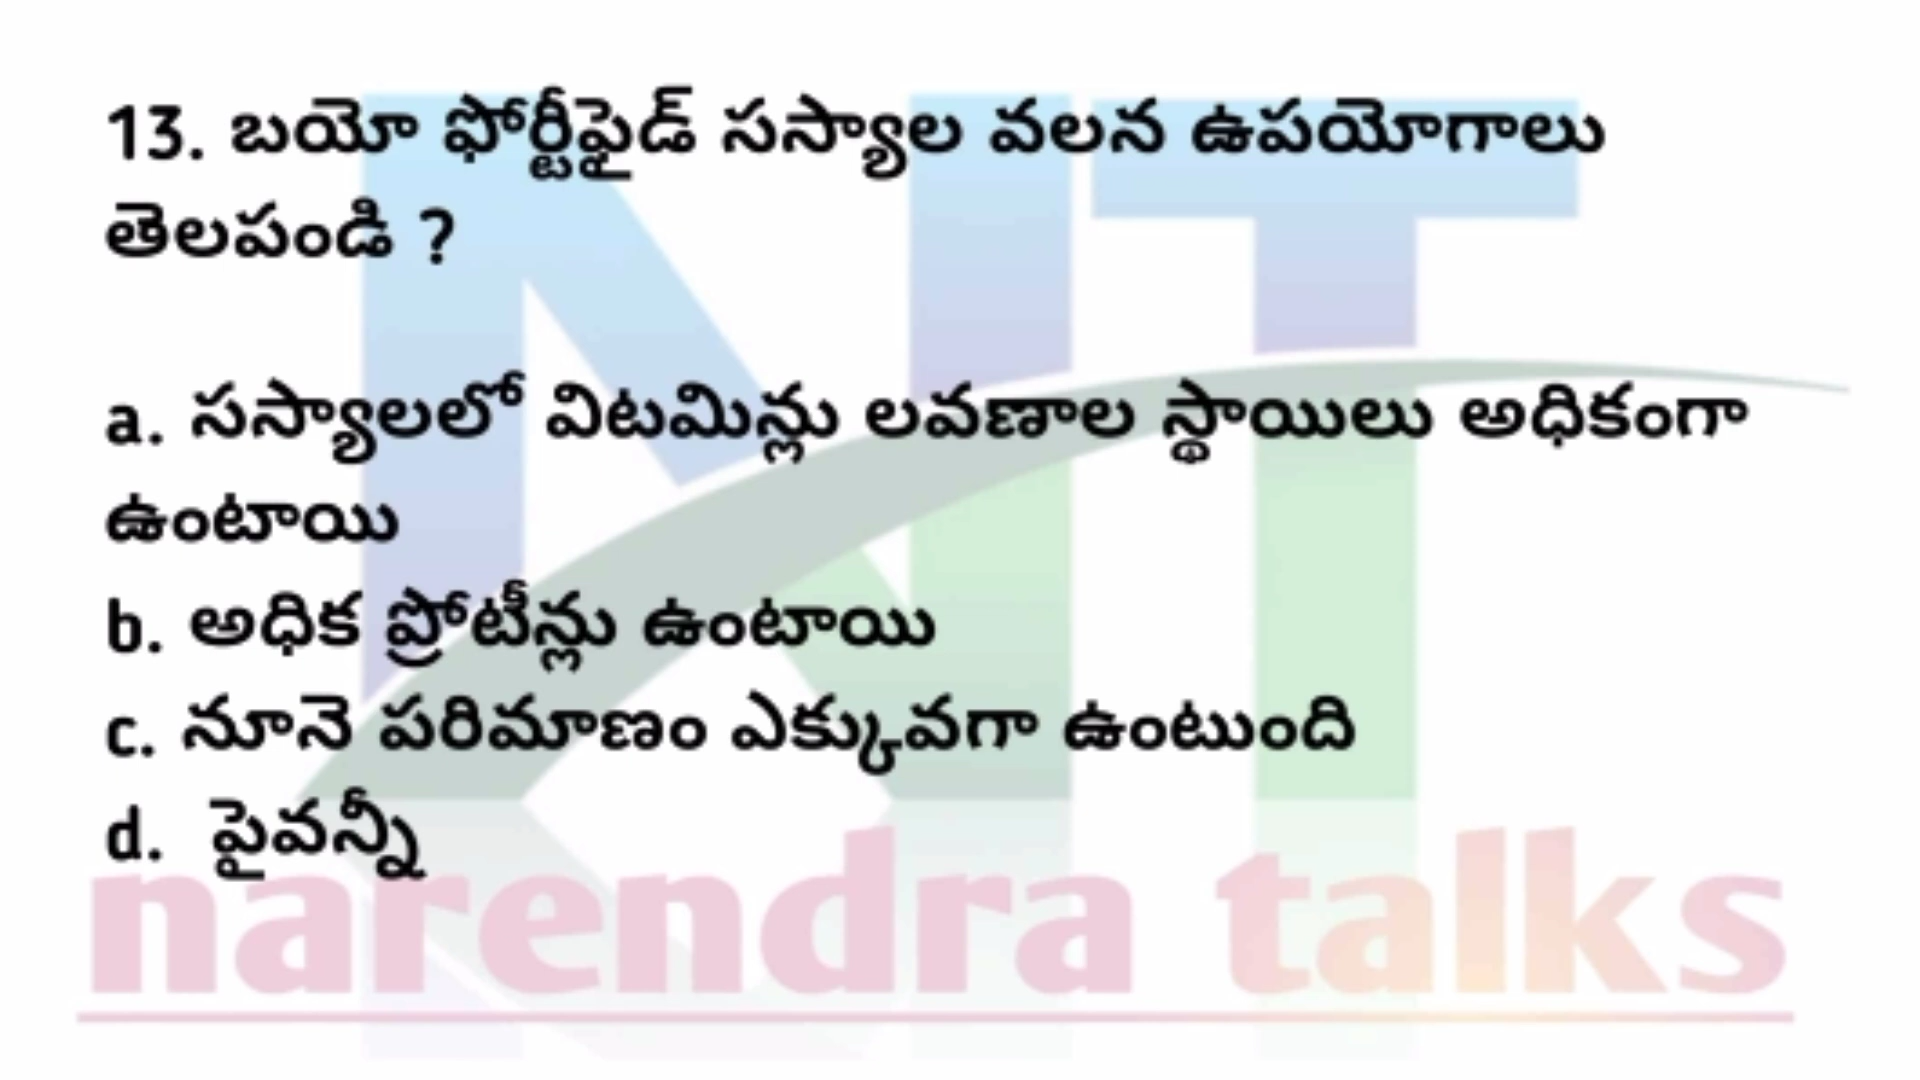 13. బయో ఫోర్టీఫైడ్ సస్యాల వలన ఉపయోగాలు
తెలపండి ?
a. సస్యాలలో విటమిన్లు లవణాల స్థాయిలు అధికంగా
ఉంటాయి
b. అధిక ప్రోటీన్లు ఉంటాయి
c. నూనె పరిమాణం ఎక్కువగా ఉంటుంది
d. పైవన్నీ
NT
narendra talks